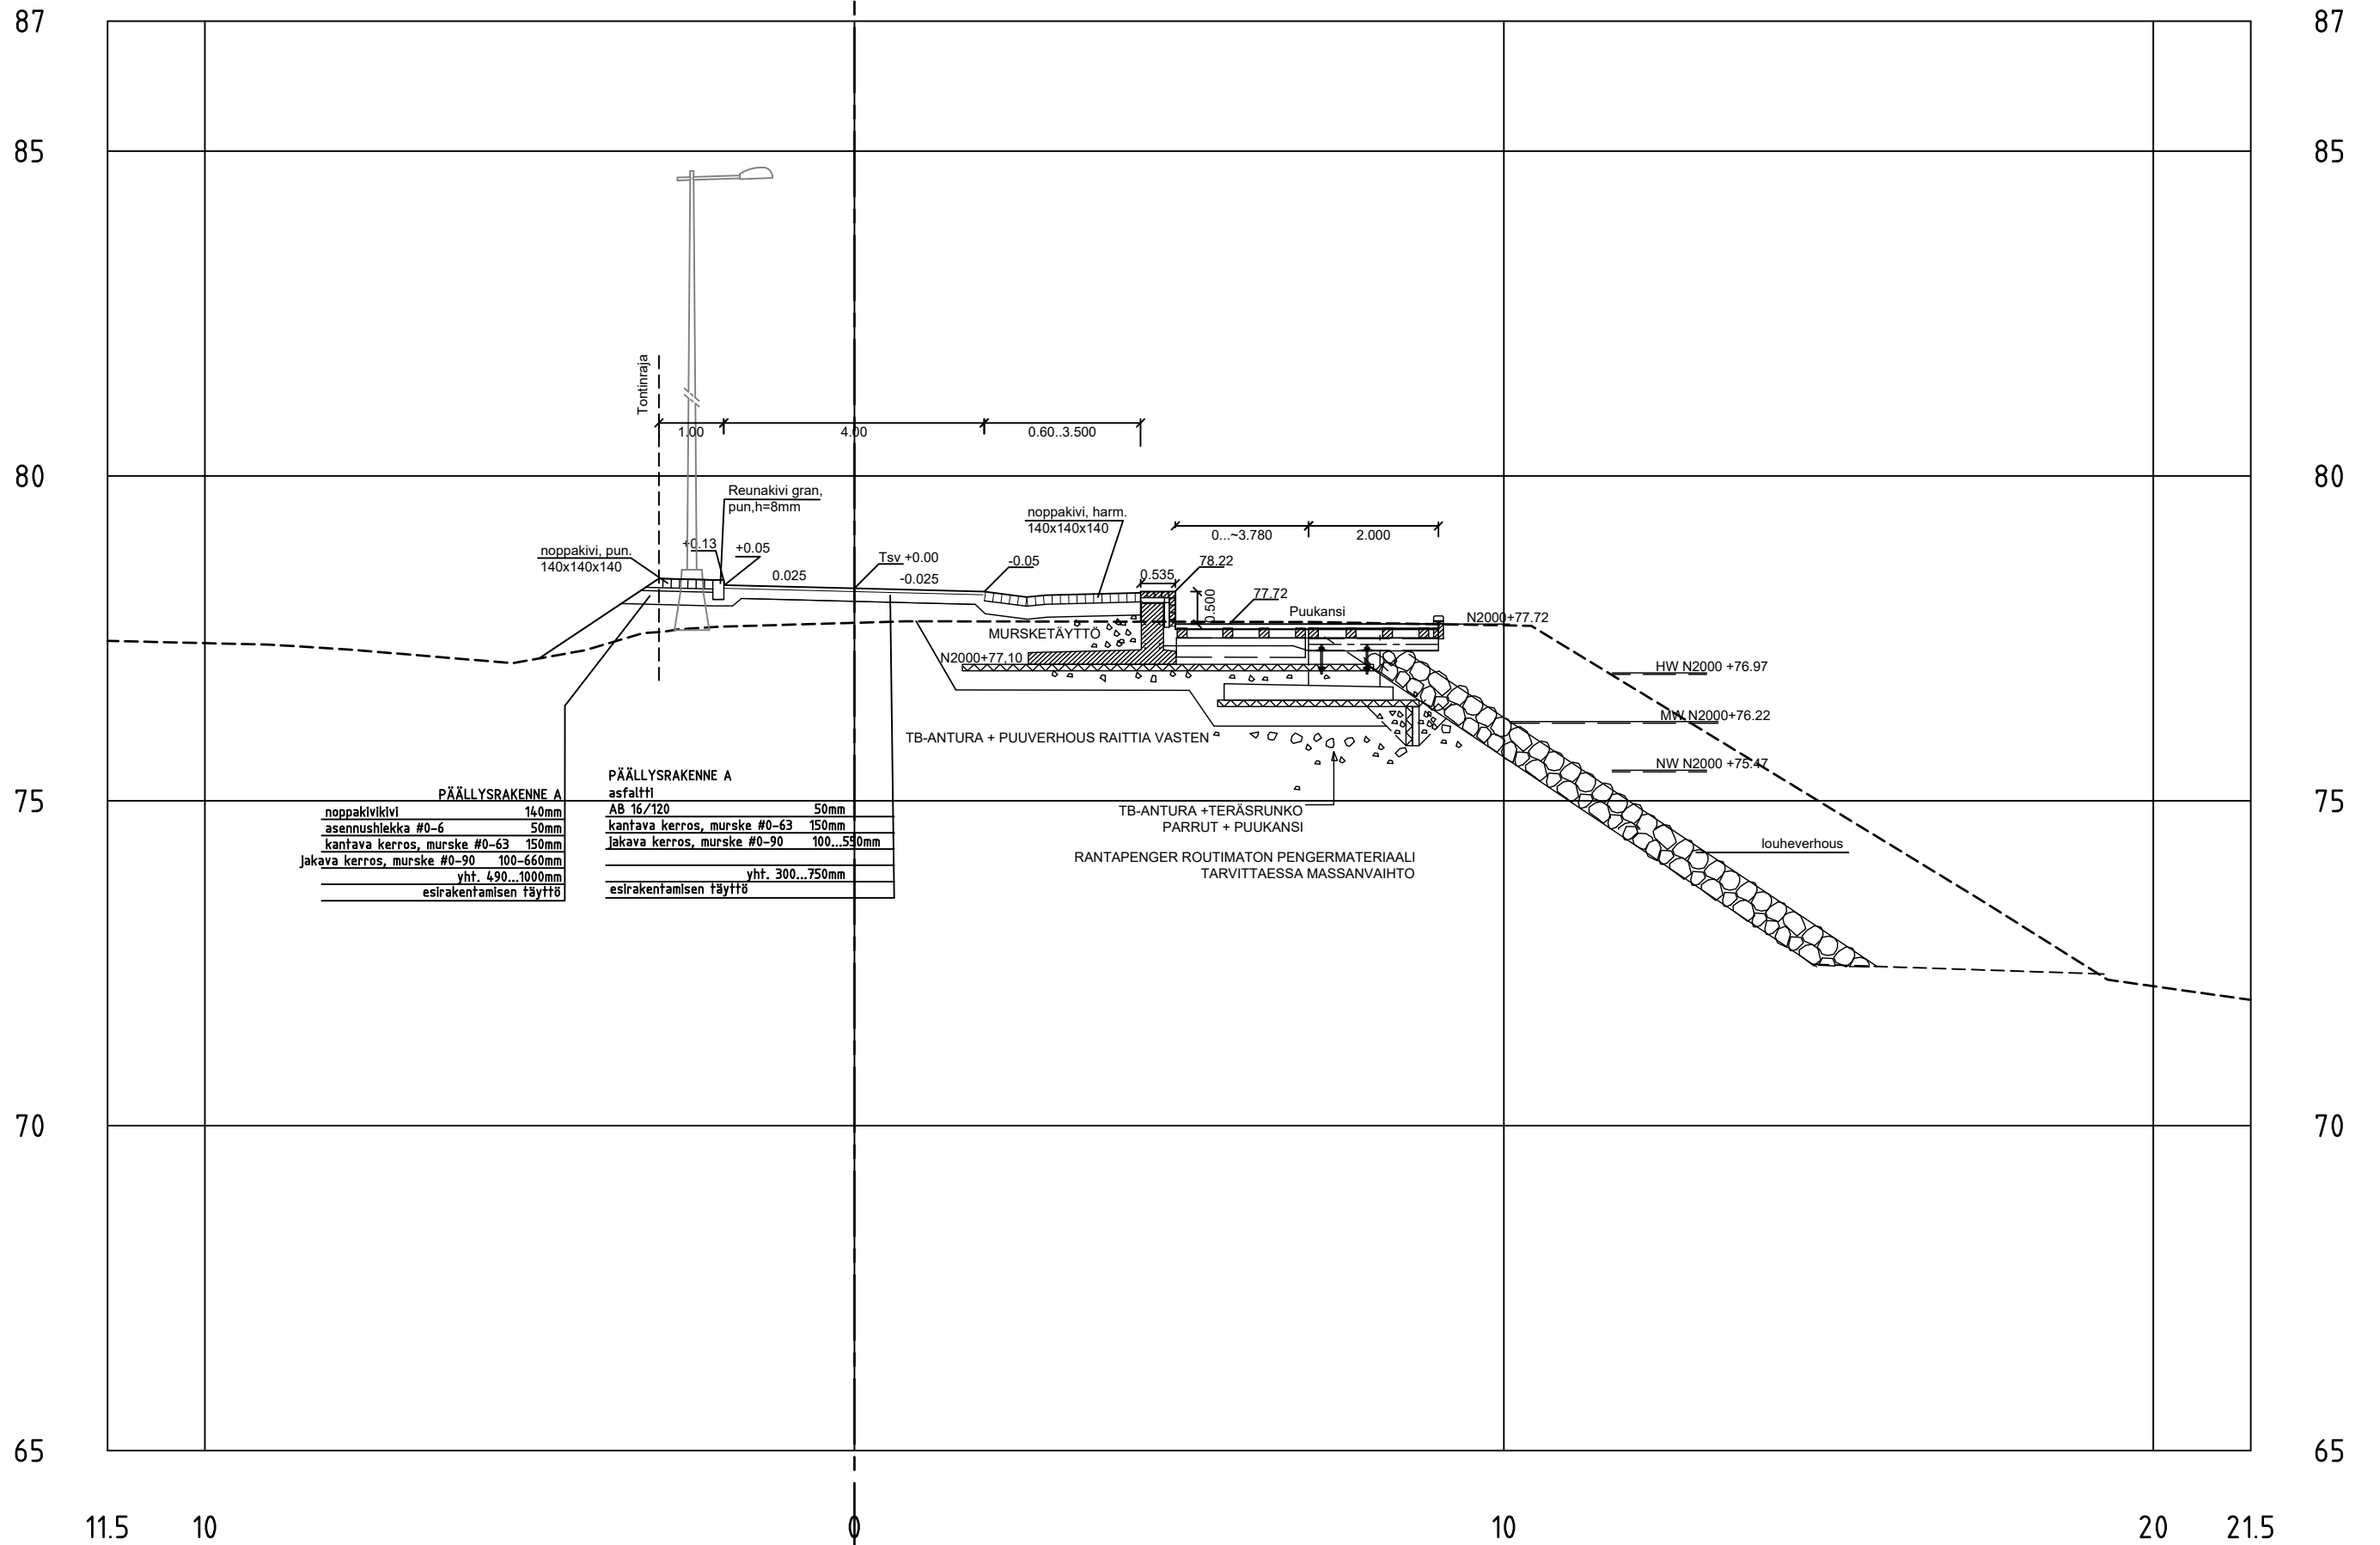 87
87
85
85
Tontinraja
1.00
4.00
0.60..3.500
80
80
Reunakivi gran,
pun,h=8mm
noppakivi, harm.
140x140x140
0...~3.780
2.000
noppakivi, pun.
140x140x140
+0.13
+0.05
Tsv +0.00
-0.05
78.22
0.025
-0.025
0.535
0.500
77.72
Puukansi
N2000+77.72
MURSKETÄYTTÖ
N2000+77,10
HW N2000 +76.97
MW N2000+76.22
TB-ANTURA + PUUVERHOUS RAITTIA VASTEN
NW N2000 +75.47
75
75
PÄÄLLYSRAKENNE A
noppakivikivi 140mm
asennushiekka #0-6 50mm
kantava kerros, murske #0-63 150mm
jakava kerros, murske #0-90 100-660mm
yht. 490...1000mm
esirakentamisen täyttö
PÄÄLLYSRAKENNE A
asfaltti
AB 16/120 50mm
kantava kerros, murske #0-63 150mm
jakava kerros, murske #0-90 100...550mm
yht. 300...750mm
esirakentamisen täyttö
TB-ANTURA +TERÄSRUNKO
PARRUT + PUUKANSI
RANTAPENGER ROUTIMATON PENGERMATERIAALI
TARVITTAESSA MASSANVAIHTO
louheverhous
70
70
65
65
11.5
10
0
10
20
21.5